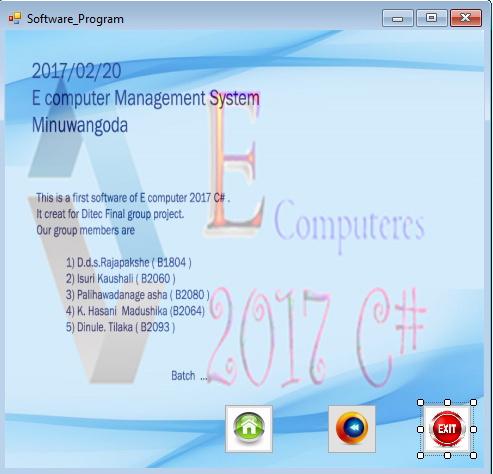 Software_Program
2017/02/20
E computer Management System
Minuwangoda
E
Computeres
This is a first software of E computer 2017 C# .
It creat for Ditec Final group project.
Our group members are
1) D.d.s.Rajapakshe ( B1804 )
2) Isuri Kaushali ( B2060 )
3) Palihawadanage asha ( B2080 )
4) K. Hasani  Madushika (B2064)
5) Dinule. Tilaka ( B2093 )
2017 C#
Batch  ...
EXIT